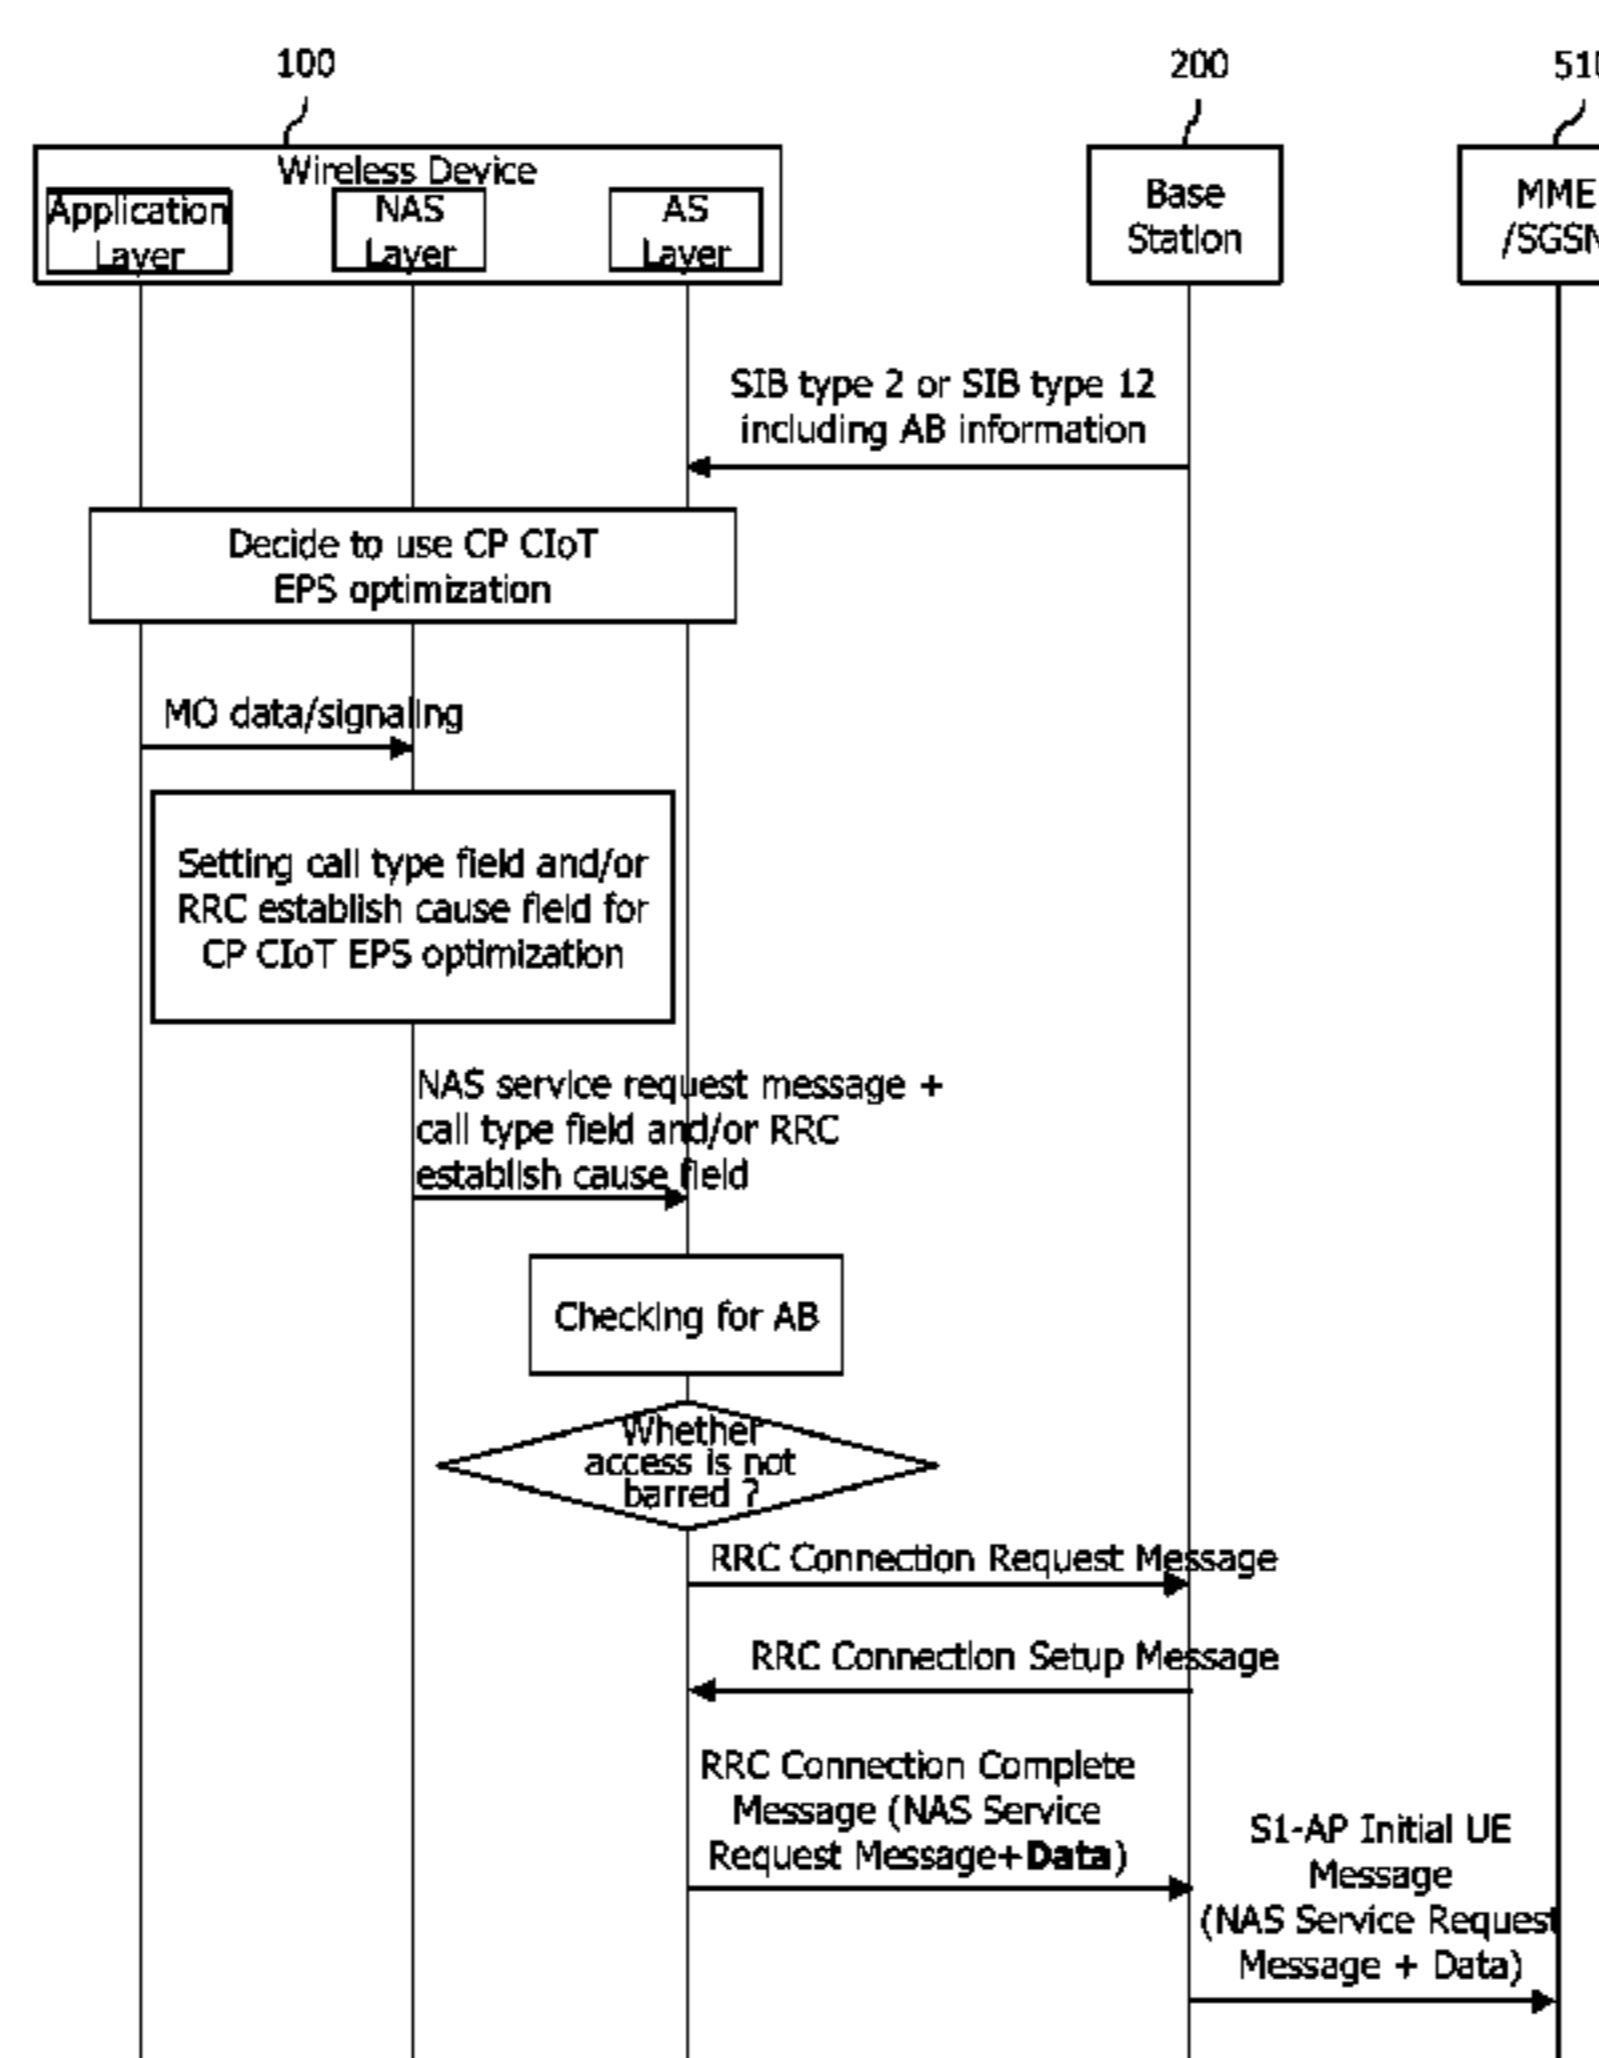 100
200
510
Wireless Device
Application
Layer
NAS
Layer
AS
Layer
Base
Station
MME
/SGSN
SIB type 2 or SIB type 12
including AB information
Decide to use CP CIoT
EPS optimization
MO data/signaling
Setting call type field and/or
RRC establish cause field for
CP CIoT EPS optimization
NAS service request message +
call type field and/or RRC
establish cause field
Checking for AB
Whether
access is not
barred ?
RRC Connection Request Message
RRC Connection Setup Message
RRC Connection Complete
Message (NAS Service
Request Message+Data)
S1-AP Initial UE
Message
(NAS Service Request
Message + Data)